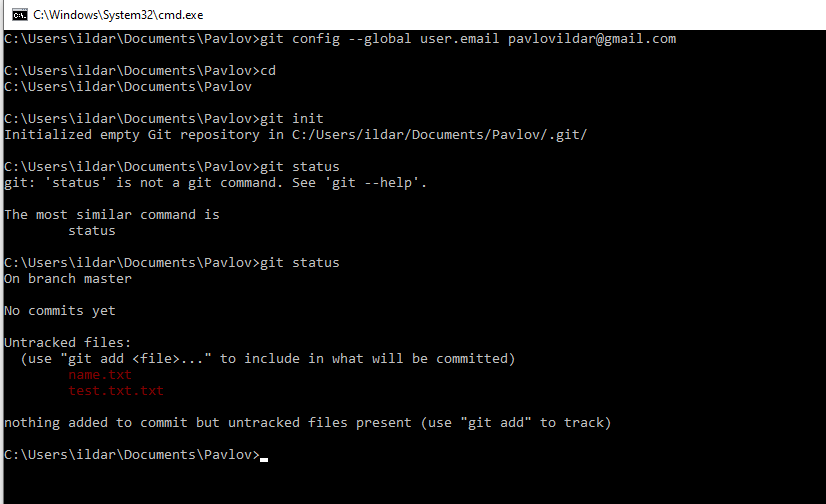 C:\Windows\System32\cmd.exe
C:\Users\ildar\Documents\Pavlov>git config --global user.email pavlovildar@gmail.com
C:\Users\ildar\Documents\Pavlov>cd
C:\Users\ildar\Documents\Pavlov
C:\Users\ildar\Documents\Pavlov>git init
Initialized empty Git repository in C:/Users/ildar/Documents/Pavlov/.git/
C:\Users\ildar\Documents\Pavlov>git status
git: 'status' is not a git command. See 'git --help'.
The most similar command is
status
C:\Users\ildar\Documents\Pavlov>git status
On branch master
No commits yet
Untracked files:
(use "git add <file>..." to include in what will be committed)
name.txt
test.txt.txt
nothing added to commit but untracked files present (use "git add" to track)
C:\Users\ildar\Documents\Pavlov>